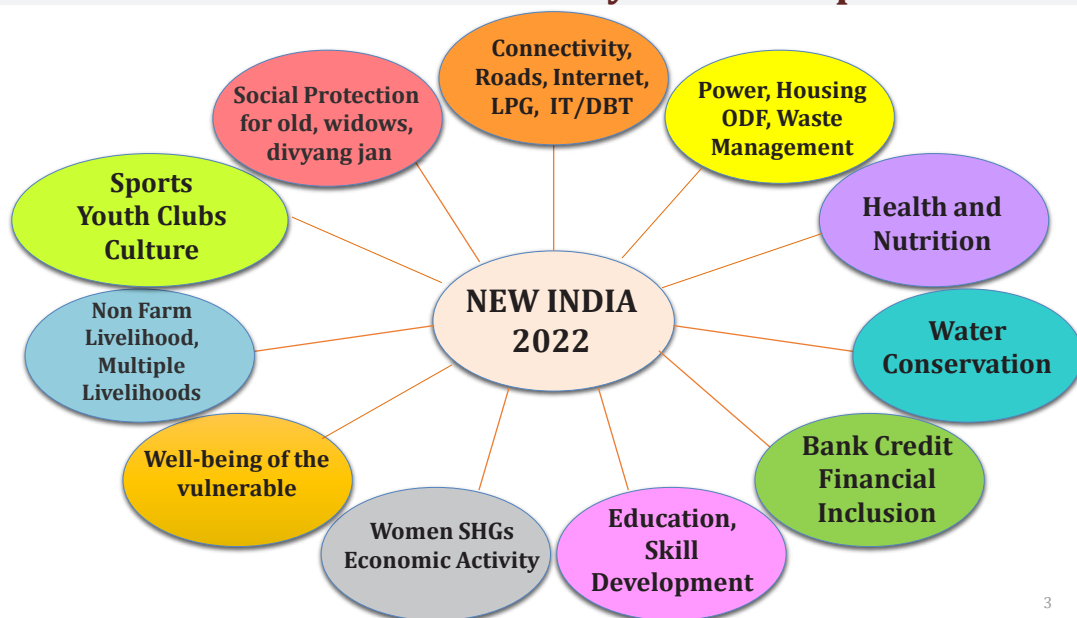 Connectivity,
Roads, Internet,
LPG, IT/DBT
Power, Housing
ODF, Waste
Management
Health and
Nutrition
Water
Conservation
Bank Credit
Financial
Inclusion
Education,
Skill
Development
Women SHGs
Economic Activity
Well-being of the
vulnerable
Non Farm
Livelihood,
Multiple
Livelihoods
Sports
Youth Clubs
Culture
Social Protection
for old, widows,
divyang jan
NEW INDIA
2022
3